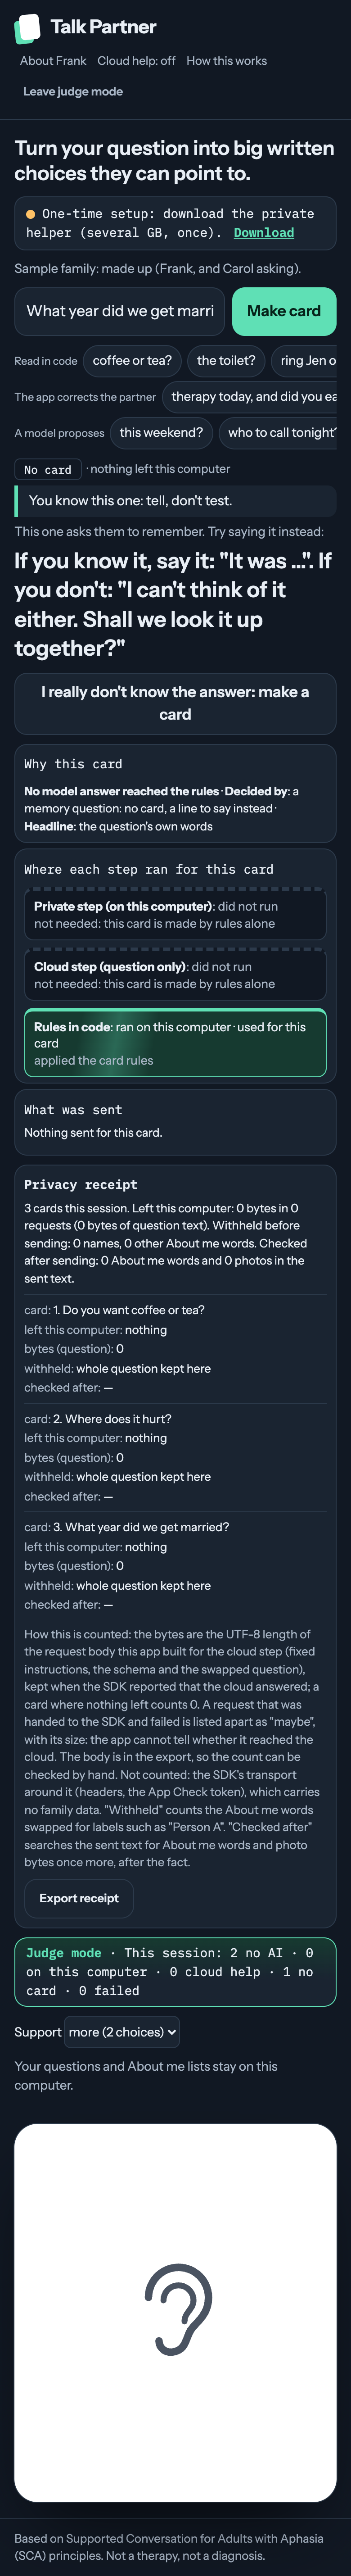 Talk Partner
About Frank Cloud help: off How this works
Leave judge mode
Turn your question into big written
choices they can point to.
One-time setup: download the private
helper (several GB, once). Download
Sample family: made up (Frank, and Carol asking).
What year did we get marri
Make card
Read in code coffee or tea? the toilet? ring Jen o
The app corrects the partner therapy today, and did you ea
A model proposes this weekend? who to call tonight?
No card · nothing left this computer
You know this one: tell, don't test.
This one asks them to remember. Try saying it instead:
If you know it, say it: "It was …". If
you don't: "I can't think of it
either. Shall we look it up
together?"
I really don't know the answer: make a
card
Why this card
No model answer reached the rules · Decided by: a
memory question: no card, a line to say instead ·
Headline: the question's own words
Where each step ran for this card
Private step (on this computer): did not run
not needed: this card is made by rules alone
Cloud step (question only): did not run
not needed: this card is made by rules alone
Rules in code: ran on this computer · used for this
card
applied the card rules
What was sent
Nothing sent for this card.
Privacy receipt
3 cards this session. Left this computer: 0 bytes in 0
requests (0 bytes of question text). Withheld before
sending: 0 names, 0 other About me words. Checked
after sending: 0 About me words and 0 photos in the
sent text.
card: 1. Do you want coffee or tea?
left this computer: nothing
bytes (question): 0
withheld: whole question kept here
checked after: —
card: 2. Where does it hurt?
left this computer: nothing
bytes (question): 0
withheld: whole question kept here
checked after: —
card: 3. What year did we get married?
left this computer: nothing
bytes (question): 0
withheld: whole question kept here
checked after: —
How this is counted: the bytes are the UTF-8 length of
the request body this app built for the cloud step (fixed
instructions, the schema and the swapped question),
kept when the SDK reported that the cloud answered; a
card where nothing left counts 0. A request that was
handed to the SDK and failed is listed apart as "maybe",
with its size: the app cannot tell whether it reached the
cloud. The body is in the export, so the count can be
checked by hand. Not counted: the SDK's transport
around it (headers, the App Check token), which carries
no family data. "Withheld" counts the About me words
swapped for labels such as "Person A". "Checked after"
searches the sent text for About me words and photo
bytes once more, after the fact.
Export receipt
Judge mode · This session: 2 no AI · 0
on this computer · 0 cloud help · 1 no
card · 0 failed
Support more (2 choices)
Your questions and About me lists stay on this
computer.
Based on Supported Conversation for Adults with Aphasia
(SCA) principles. Not a therapy, not a diagnosis.